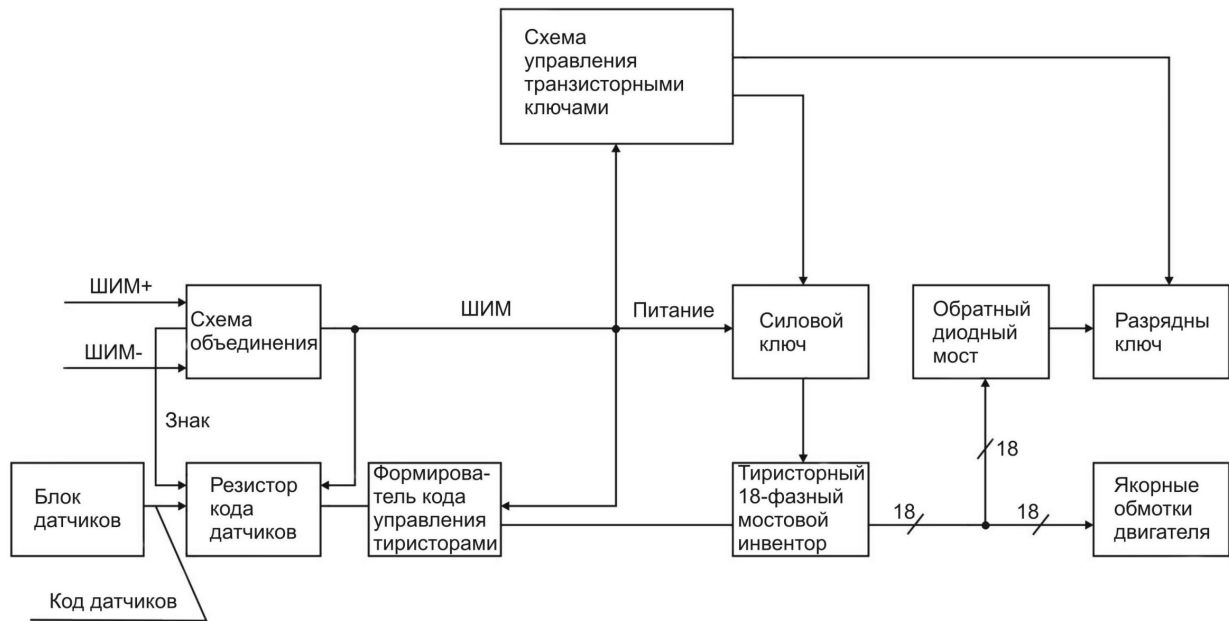 Схема
управления
транзисторными
ключами
ШИМ+
ШИМ-
Схема
объединения
ШИМ
Питание
Силовой
ключ
Обратный
диодный
мост
Разрядны
ключ
Знак
18
Блок
датчиков
Резистор
кода
датчиков
Формирова-
тель кода
управления
тиристорами
Тиристорный
18-фазный
мостовой
инвентор
18
18
Якорные
обмотки
двигателя
Код датчиков